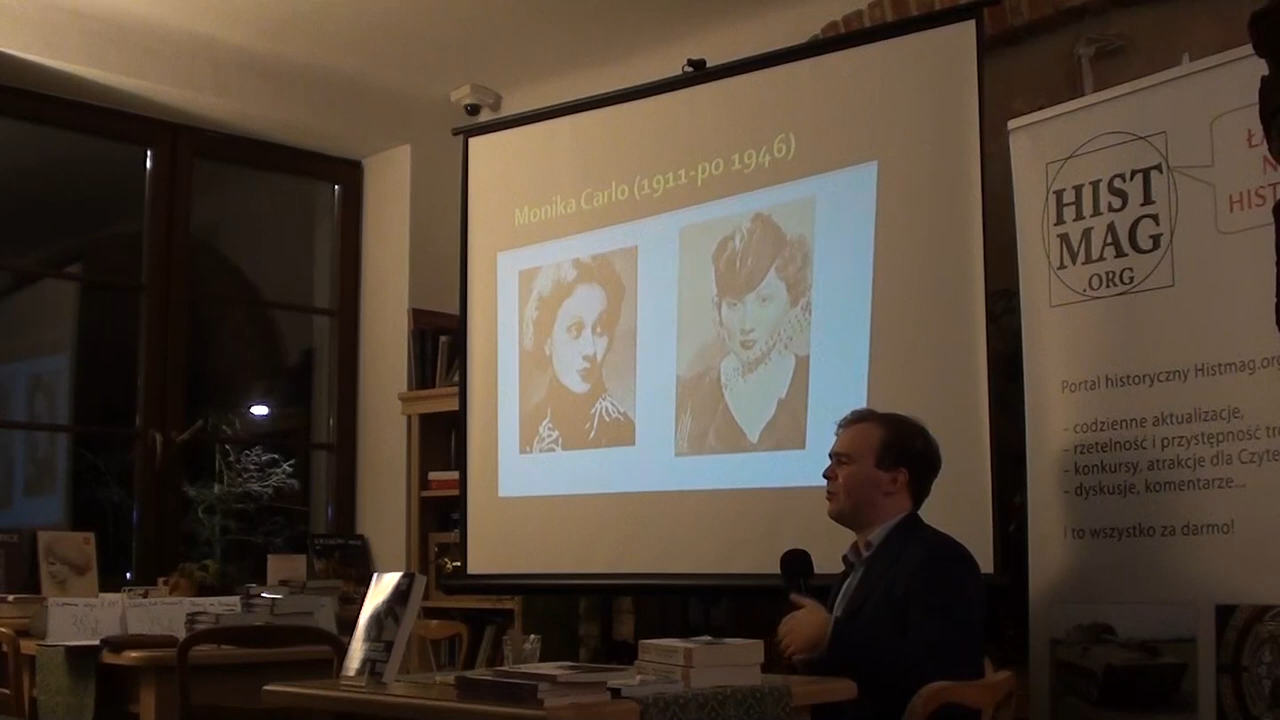 Monika Carlo (1911-po 1946)
HIST
MAG
.ORG
HIST
Portal historyczny Histmag.org
- codzienne aktualizacje,
- rzetelność i przystępność
- konkursy, atrakcje dla
- dyskusje, komentarze...
i to wszystko za darmo!